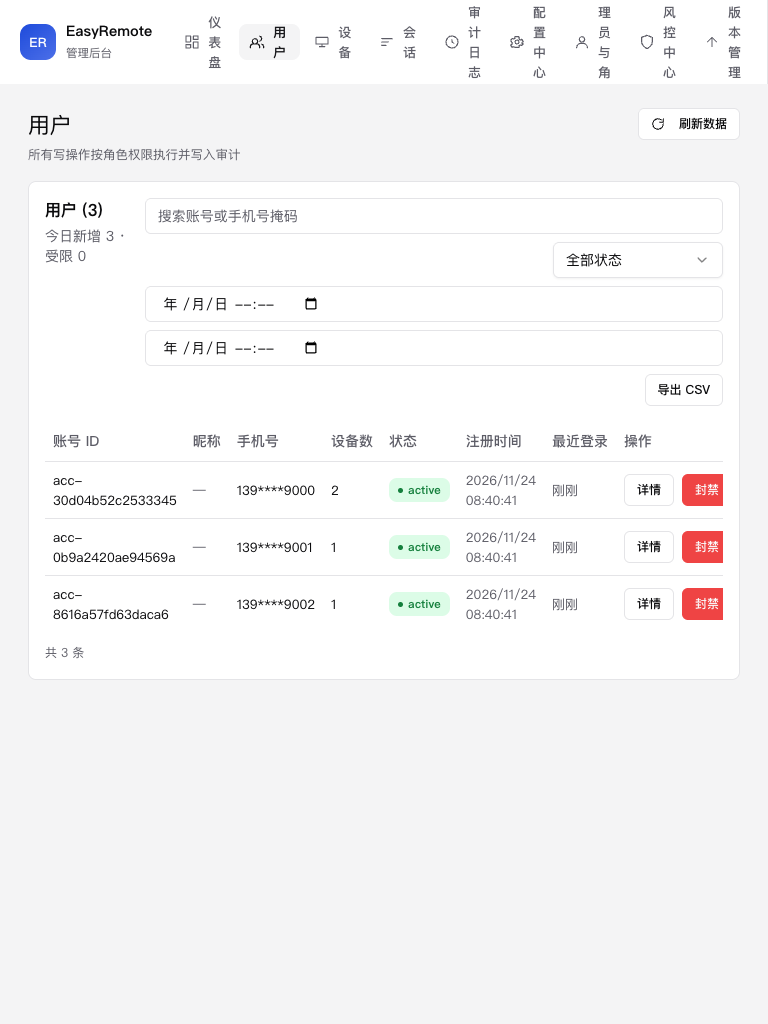 ER
EasyRemote
管理后台
仪表盘
用户
设备
会话
审计日志
配置中心
理员与角
风控中心
版本管理
用户
所有写操作按角色权限执行并写入审计
刷新数据
用户 (3)
今日新增 3 ·
受限 0
搜索账号或手机号掩码
全部状态
年 /月/日 --:--
年 /月/日 --:--
导出 CSV
账号 ID 昵称 手机号 设备数 状态 注册时间 最近登录 操作
acc-
30d04b52c2533345 — 139****9000 2 active 2026/11/24 08:40:41 刚刚 详情 封禁
acc-
0b9a2420ae94569a — 139****9001 1 active 2026/11/24 08:40:41 刚刚 详情 封禁
acc-
8616a57fd63daca6 — 139****9002 1 active 2026/11/24 08:40:41 刚刚 详情 封禁
共 3 条